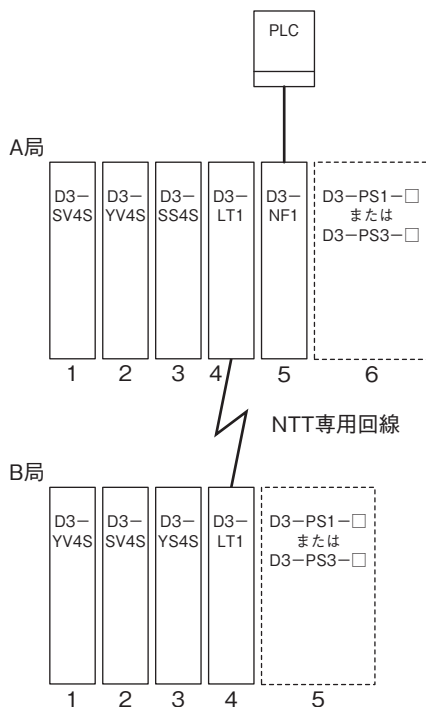 PLC
A局
D3－
SV4S
D3－
YV4S
D3－
SS4S
D3－
LT1
D3－
NF1
D3－PS1－□
または
D3－PS3－□
1
2
3
4
5
6
NTT専用回線
B局
D3－
YV4S
D3－
SV4S
D3－
YS4S
D3－
LT1
D3－PS1－□
または
D3－PS3－□
1
2
3
4
5